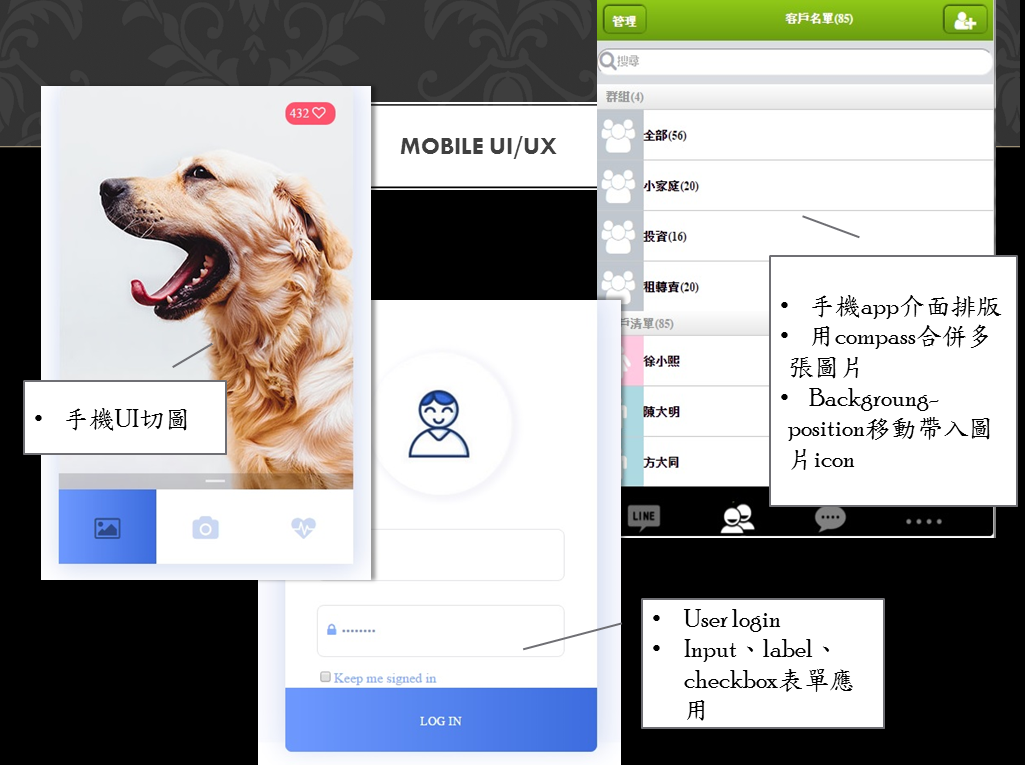 管理
客戶名單(85)
搜尋
群組(4)
全部(56)
小家庭(20)
投資(16)
租轉賣(20)
戶清單(85)
徐小熙
陳大明
方大同
LINE
432
MOBILE UI/UX
• 手機UI切圖
• 手機app介面排版
• 用compass合併多
張圖片
• Backgroung-
position移動帶入圖
片icon
Keep me signed in
LOG IN
• User login
• Input、label、
checkbox表單應
用